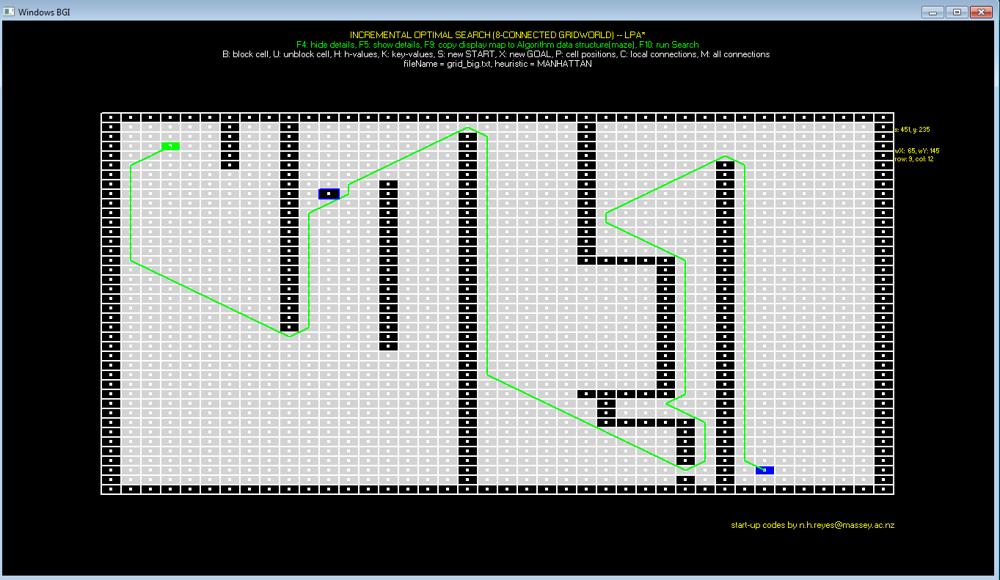 Windows BGI
INCREMENTAL OPTIMAL SEARCH (8-CONNECTED GRIDWORLD) -- LPA*
F4: hide details, F5: show details, F9: copy display map to Algorithm data structure(maze), F10: run Search
B: block cell, U: unblock cell, H: h-values, K: key-values, S: new START, X: new GOAL, P: cell positions, C: local connections, M: all connections
fileName = grid_big.txt, heuristic = MANHATTAN
x: 451, y: 235
wX: 65, wY: 145
row: 9, col: 12
start-up codes by n.h.reyes@massey.ac.nz